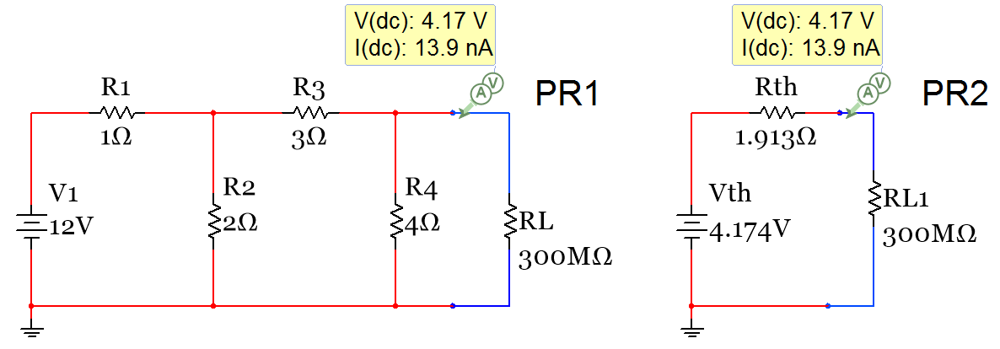 V(dc): 4.17 V
I(dc): 13.9 nA
PR1
R1
1Ω
R3
3Ω
V1
12V
R2
2Ω
R4
4Ω
RL
300MΩ
V(dc): 4.17 V
I(dc): 13.9 nA
PR2
Rth
1.913Ω
Vth
4.174V
RL1
300MΩ
A
V
A
V